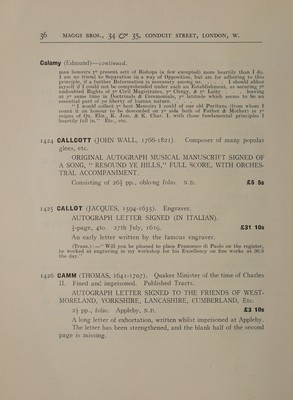 36 MAGGS BROS., 34 & 35, CONDUIT STREET, LONDON, W.
Calamy (Edmund)—continued.
man honours yᵉ present sett of Bishops (a few excepted) more heartily than I do.
I am no friend to Separation in a way of Opposition, but am for adhering to this
principle, if a further Reformation is necessary among us. . . . I should abhor
myself if I could not be comprehended under such an Establishment, as securing yᵉ
undoubted Rights of yᵉ Civil Magistrates, yᵉ Clergy, & yᵉ Laity . . . . leaving
at yᵉ same time in Doctrinals & Ceremonials, yᵉ latitude which seems to be an
essential part of yᵉ liberty of human nature.
" I would collect yᵉ best Memoirs I could of our old Puritans (from whom I
count it an honour to be descended on yᵉ side both of Father & Mother) in yᵉ
reigns of Qn. Eliz., K. Jam. & K. Char. I. with those fundamental principles I
heartily fall in." Etc., etc.
1424 CALLCOTT (JOHN WALL, 1766-1821). Composer of many popular
glees, etc.
ORIGINAL AUTOGRAPH MUSICAL MANUSCRIPT SIGNED OF
A SONG, " RESOUND YE HILLS," FULL SCORE, WITH ORCHES-
TRAL ACCOMPANIMENT.
Consisting of 26½ pp., oblong folio. N.D. £5 5s
1425 CALLOT (JACQUES, 1594-1635). Engraver.
AUTOGRAPH LETTER SIGNED (IN ITALIAN).
½-page, 4to. 27th July, 1619. £31 10s
An early letter written by the famous engraver.
(Trans.) :—" Will you be pleased to place Francesco di Paolo on the register,
he worked at engraving in my workshop for his Excellency on fine works at 36.8
the day."
1426 CAMM (THOMAS, 1641-1707). Quaker Minister of the time of Charles
II. Fined and imprisoned. Published Tracts.
AUTOGRAPH LETTER SIGNED TO THE FRIENDS OF WEST-
MORELAND, YORKSHIRE, LANCASHIRE, CUMBERLAND, Etc.
2½ pp., folio. Appleby, N.D. £3 10s
A long letter of exhortation, written whilst imprisoned at Appleby.
The letter has been strengthened, and the blank half of the second
page is missing.